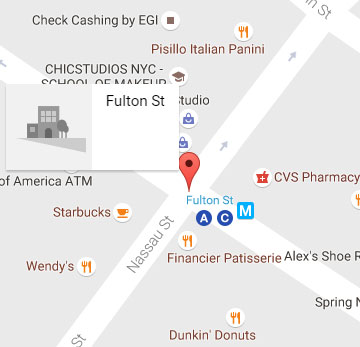 Check Cashing by EGI
Pisillo Italian Panini
CHICSTUDIOS NYC -
SCHOOL OF MAKEUP
Fulton St
Studio
of America ATM
CVS Pharmacy
Fulton St
A C M
Starbucks
Nassau St
Wendy's
Financier Patisserie
Alex's Shoe R
Spring N
Dunkin' Donuts
St
n St